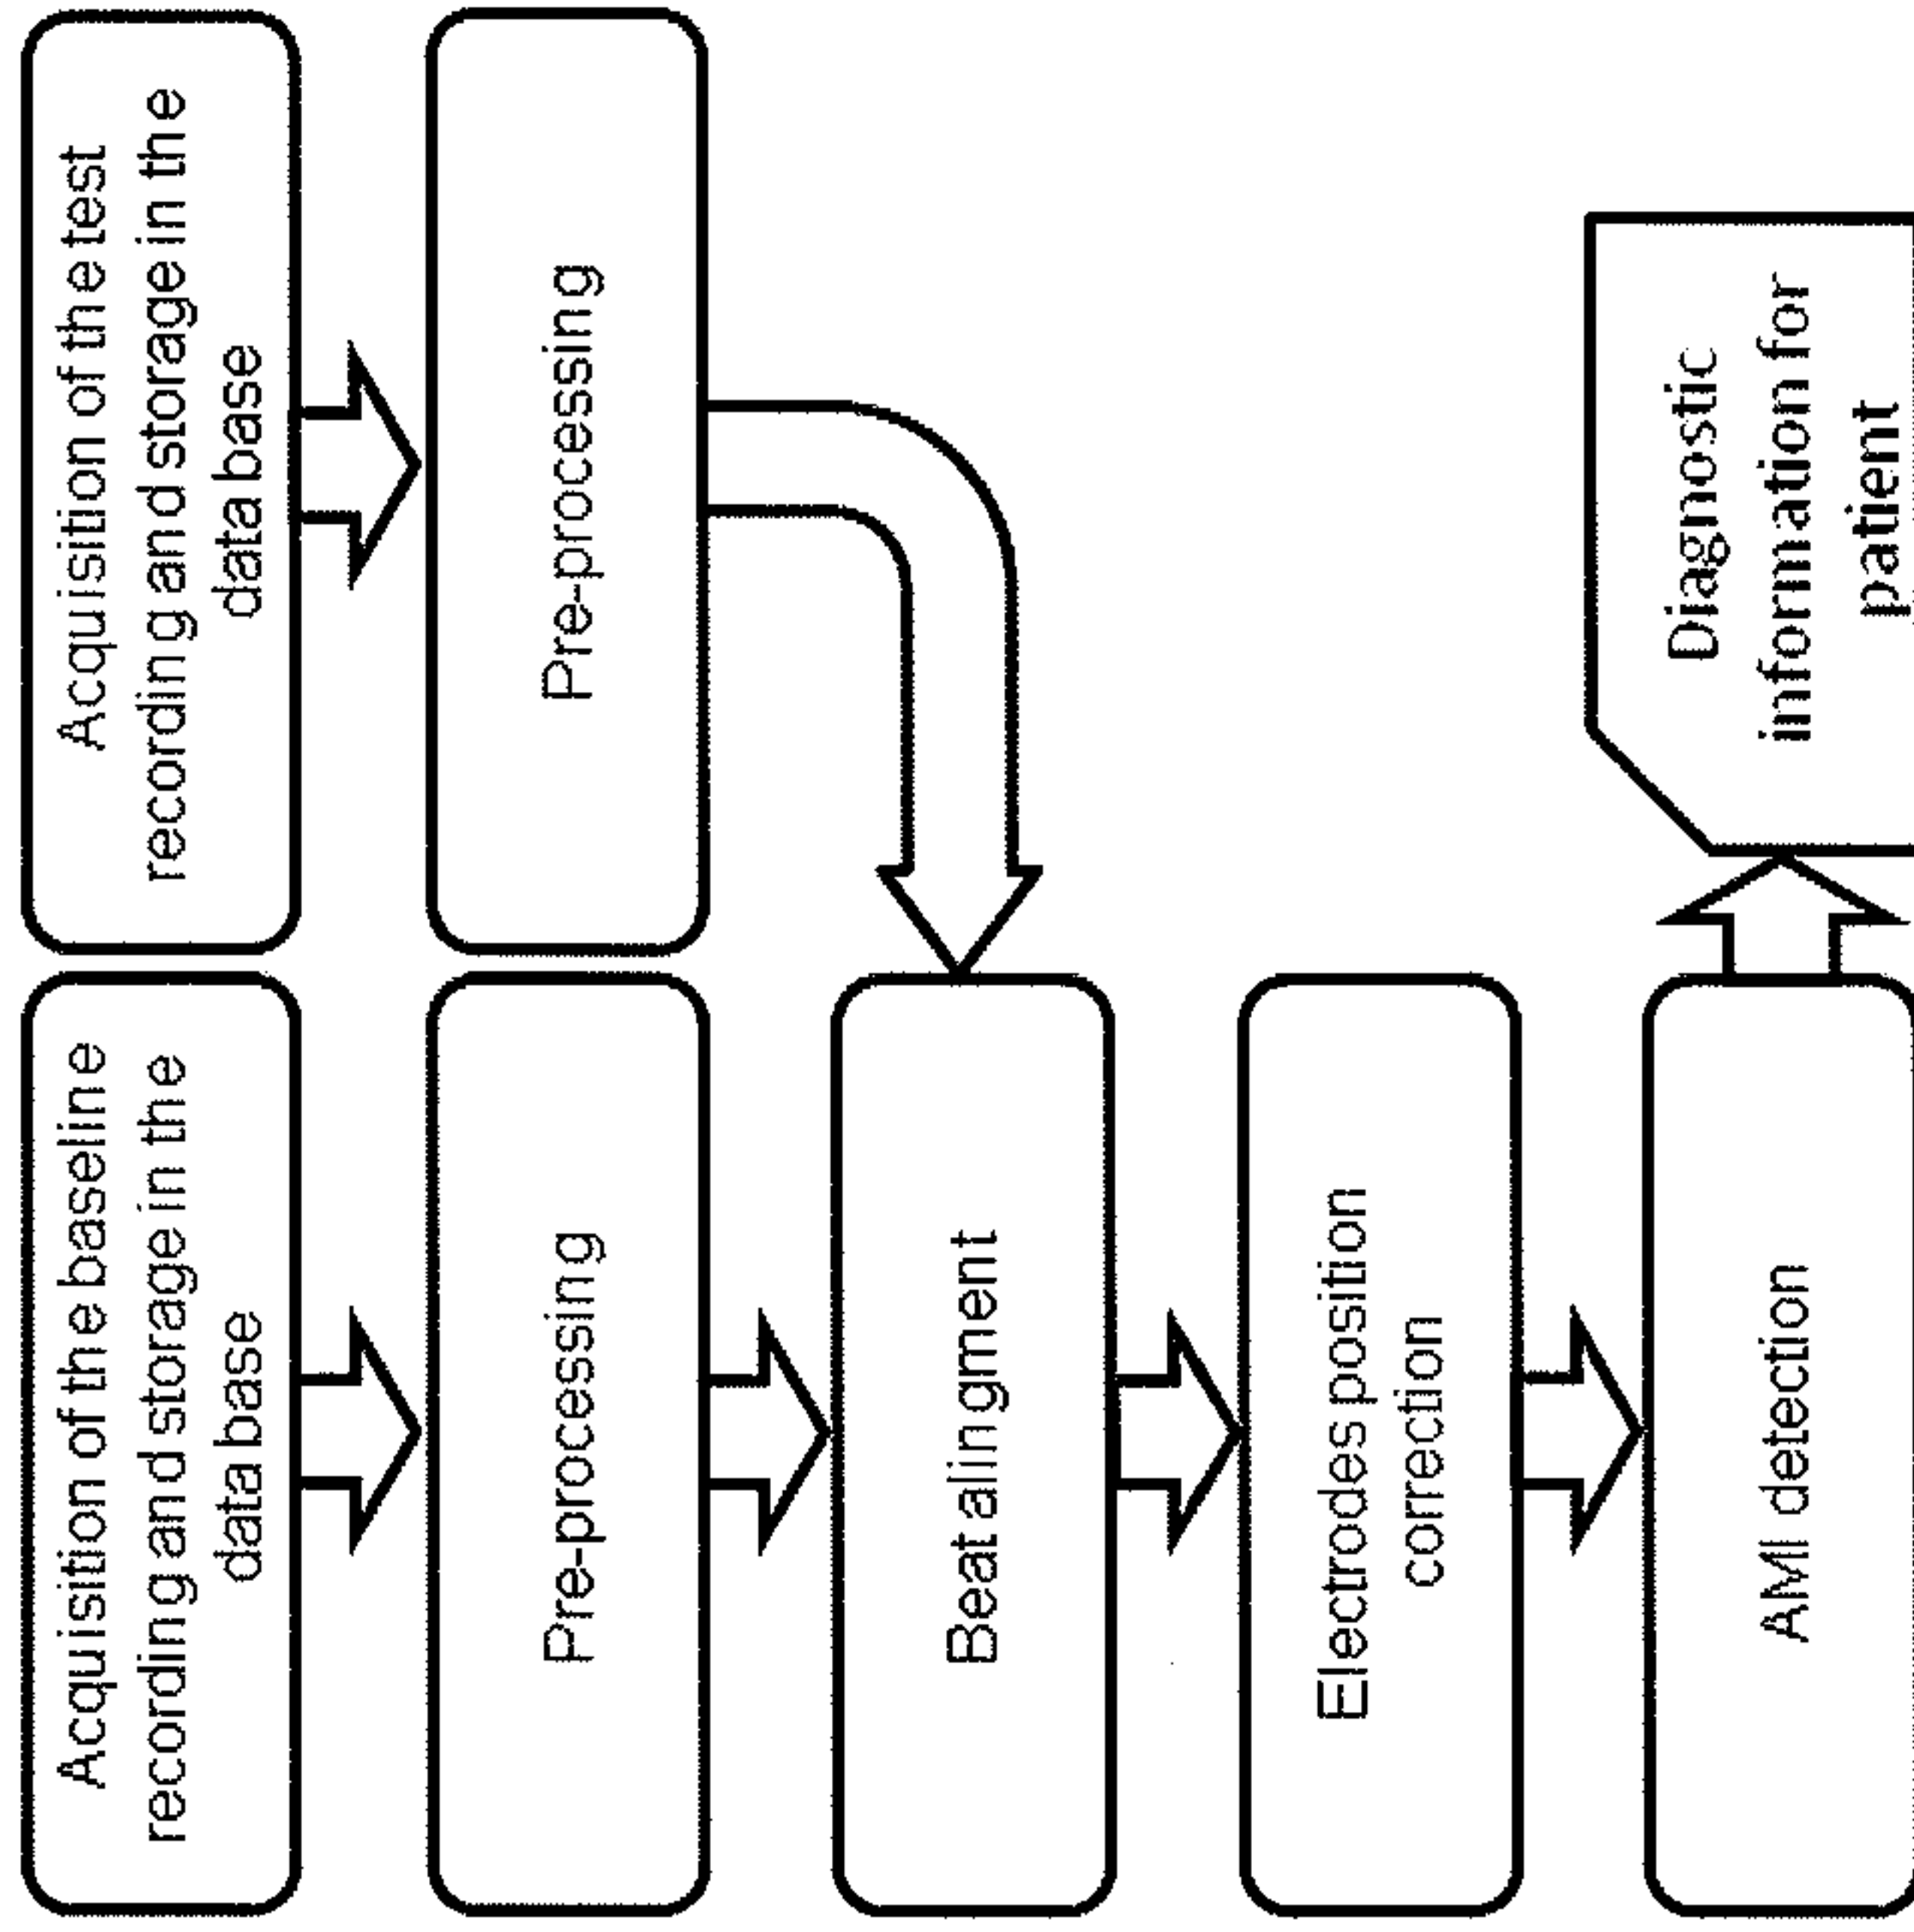 Acquisition of the baseline
recording and storage in the
data base
Acquisition of the test
recording and storage in the
data base
Pre-processing
Pre-processing
Beat alingment
Electrodes position
correction
AMI detection
Diagnostic
information for
patient